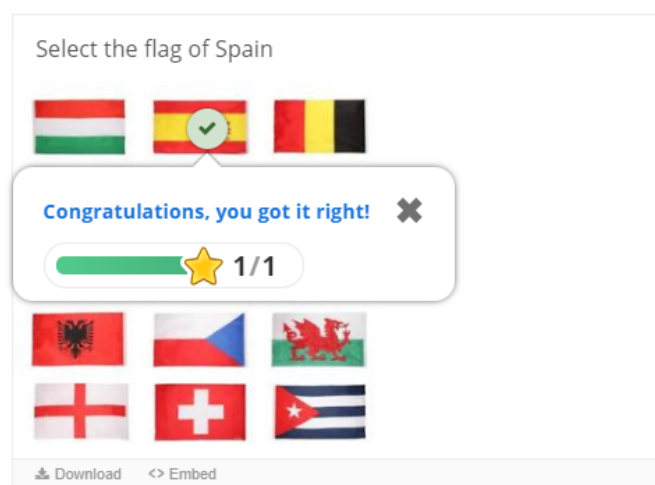 Select the flag of Spain
Congratulations, you got it right!
1/1
Download <> Embed